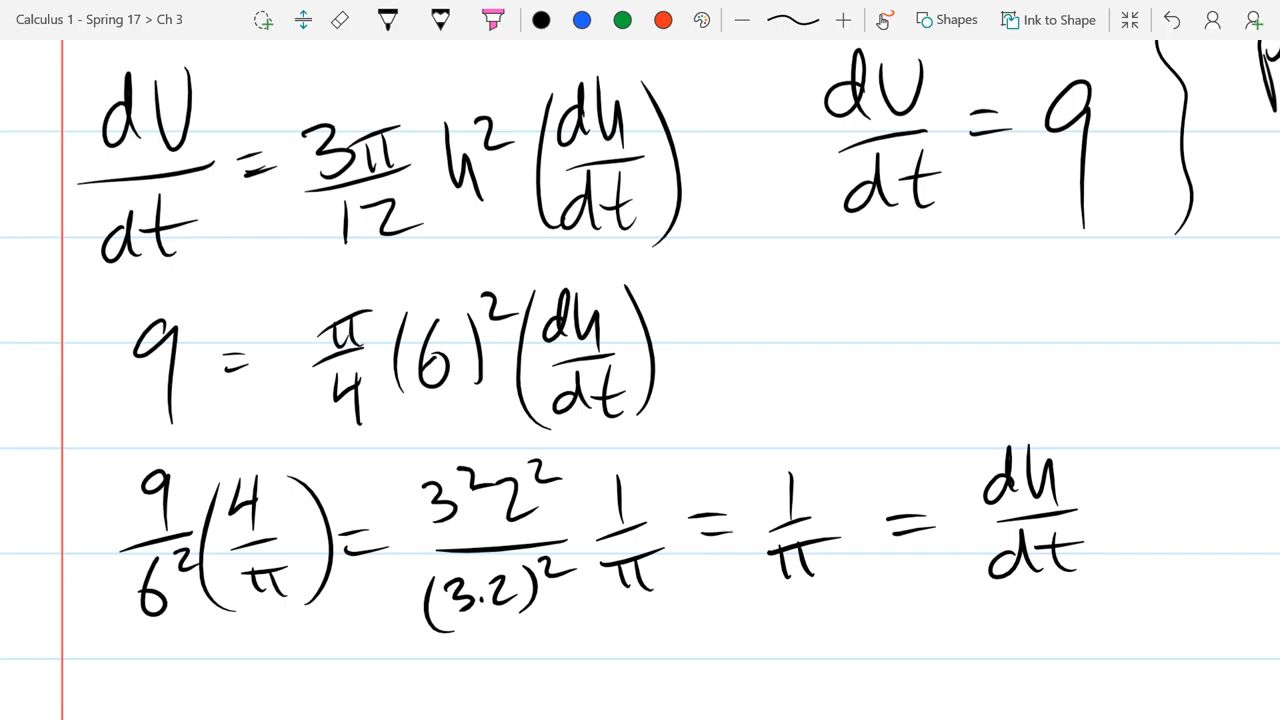 Calculus 1 - Spring 17 > Ch 3 Shapes Ink to Shape
dV/dt = 3π/12 h² (dh/dt) dV/dt = 9 }
9 = π/4 (6)² (dh/dt)
9/6² (4/π) = 3²2²/(3·2)² 1/π = 1/π = dh/dt